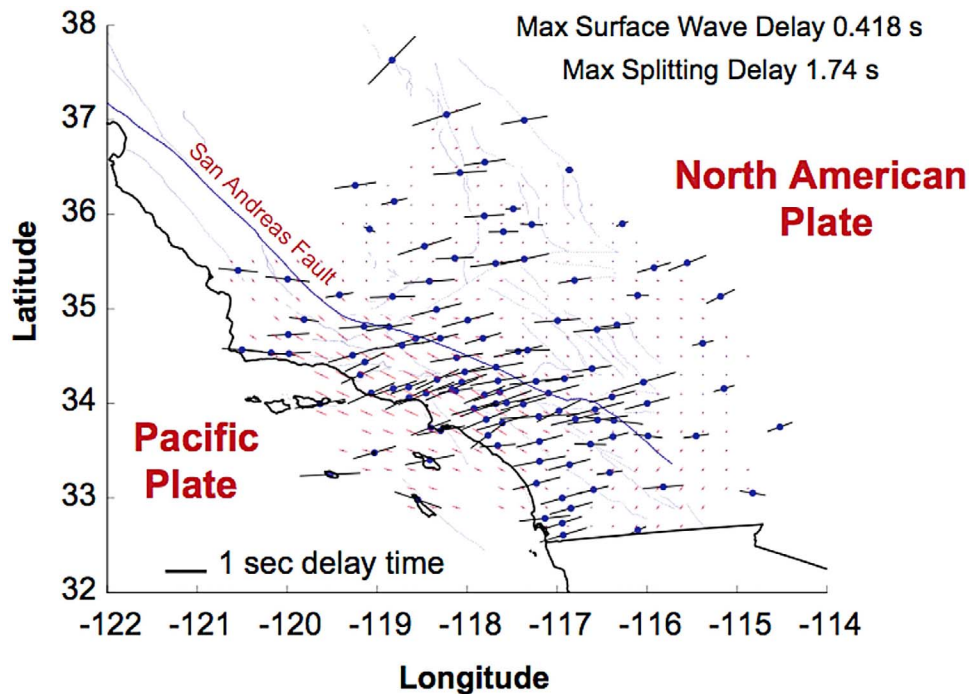 Max Surface Wave Delay 0.418 s
Max Splitting Delay 1.74 s
San Andreas Fault
North American
Plate
Pacific
Plate
1 sec delay time
Latitude
38
37
36
35
34
33
32
-122
-121
-120
-119
-118
-117
-116
-115
-114
Longitude